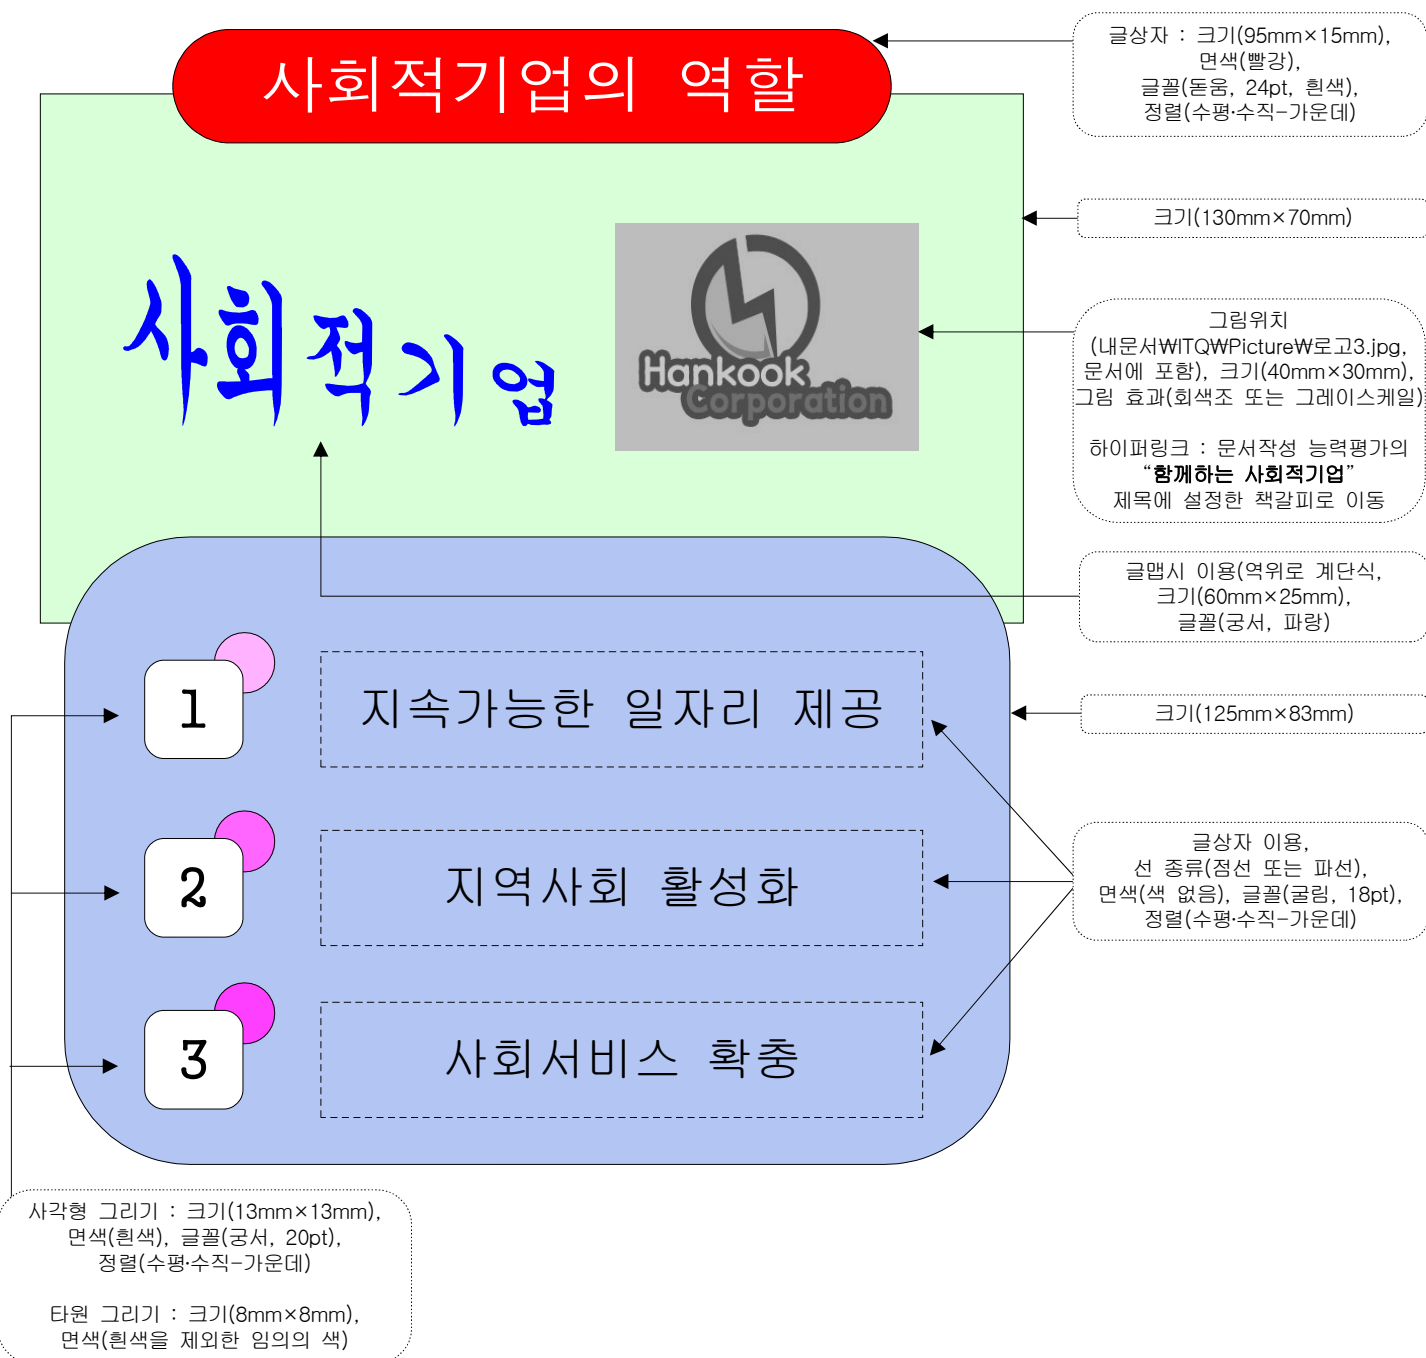 사회적기업의 역할
글상자 : 크기(95mm×15mm),
면색(빨강),
글꼴(돋움, 24pt, 흰색),
정렬(수평·수직-가운데)
크기(130mm×70mm)
사회적기업
Hankook
Corporation
그림위치
(내문서₩ITQ₩Picture₩로고3.jpg,
문서에 포함), 크기(40mm×30mm),
그림 효과(회색조 또는 그레이스케일)
하이퍼링크 : 문서작성 능력평가의
“함께하는 사회적기업”
제목에 설정한 책갈피로 이동
글맵시 이용(역위로 계단식,
크기(60mm×25mm),
글꼴(궁서, 파랑)
1
지속가능한 일자리 제공
크기(125mm×83mm)
2
지역사회 활성화
글상자 이용,
선 종류(점선 또는 파선),
면색(색 없음), 글꼴(굴림, 18pt),
정렬(수평·수직-가운데)
3
사회서비스 확충
사각형 그리기 : 크기(13mm×13mm),
면색(흰색), 글꼴(궁서, 20pt),
정렬(수평·수직-가운데)
타원 그리기 : 크기(8mm×8mm),
면색(흰색을 제외한 임의의 색)